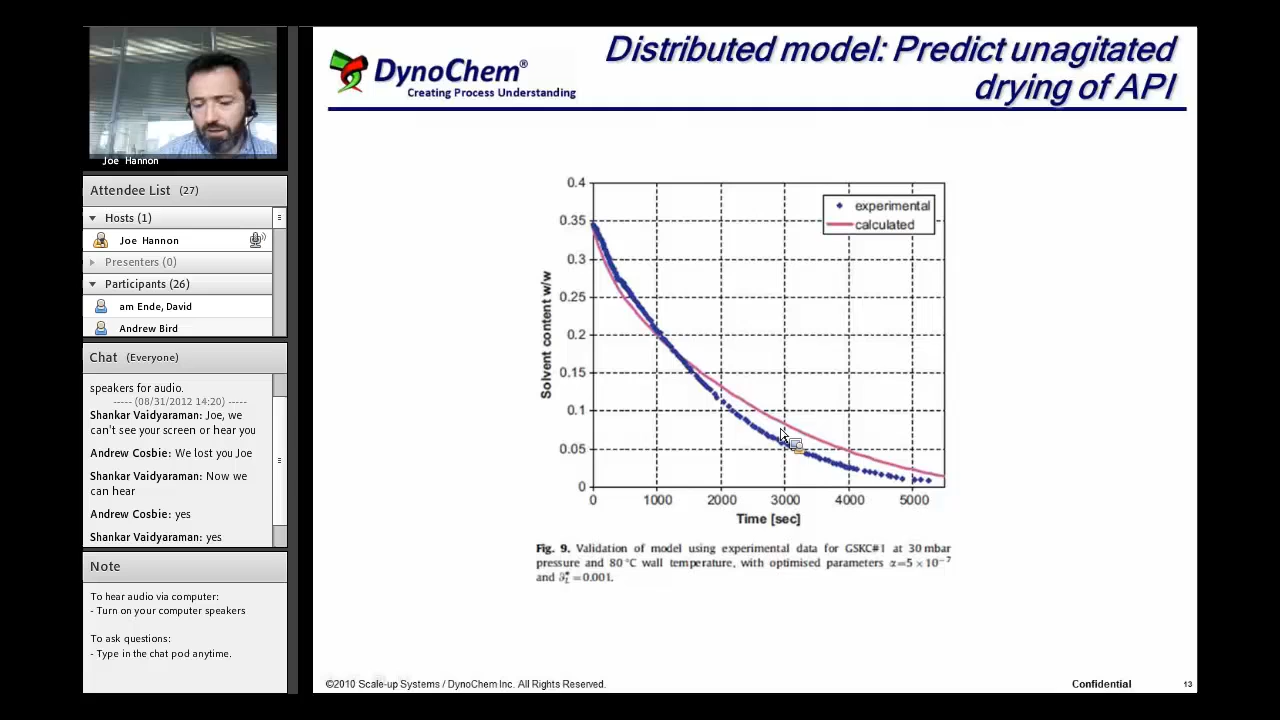 Joe Hannon
Attendee List (27)
Hosts (1)
Joe Hannon
Presenters (0)
Participants (26)
am Ende, David
Andrew Bird
Chat (Everyone)
speakers for audio.
----- (08/31/2012 14:20) -----
Shankar Vaidyaraman: Joe, we
can't see your screen or hear you
Andrew Cosbie: We lost you Joe
Shankar Vaidyaraman: Now we
can hear
Andrew Cosbie: yes
Shankar Vaidyaraman: yes
Note
To hear audio via computer:
- Turn on your computer speakers
To ask questions:
- Type in the chat pod anytime.
DynoChem®
Creating Process Understanding
Distributed model: Predict unagitated
drying of API
0.4
0.35
0.3
0.25
0.2
0.15
0.1
0.05
0
Solvent content w/w
experimental
calculated
0 1000 2000 3000 4000 5000
Time [sec]
Fig. 9. Validation of model using experimental data for GSKC#1 at 30 mbar
pressure and 80 °C wall temperature, with optimised parameters α=5 × 10⁻⁷
and =0.001.
©2010 Scale-up Systems / DynoChem Inc. All Rights Reserved.
Confidential
13